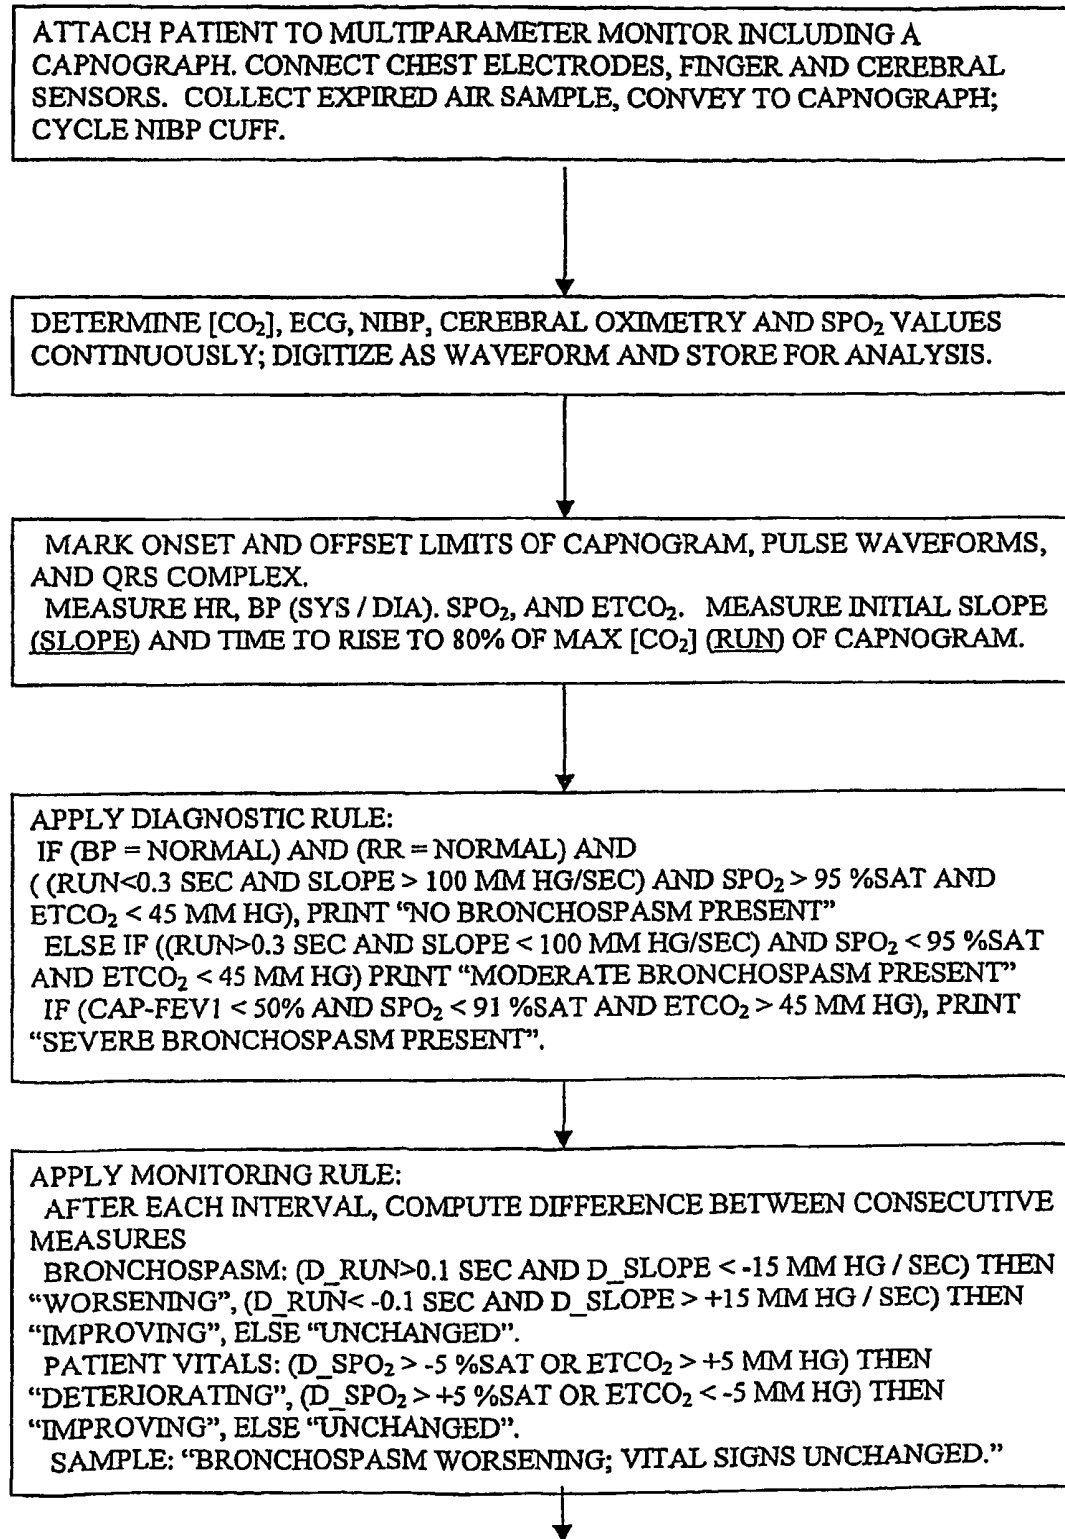 ATTACH PATIENT TO MULTIPARAMETER MONITOR INCLUDING A
CAPNOGRAPH. CONNECT CHEST ELECTRODES, FINGER AND CEREBRAL
SENSORS. COLLECT EXPIRED AIR SAMPLE, CONVEY TO CAPNOGRAPH;
CYCLE NIBP CUFF.
DETERMINE [CO₂], ECG, NIBP, CEREBRAL OXIMETRY AND SPO₂ VALUES
CONTINUOUSLY; DIGITIZE AS WAVEFORM AND STORE FOR ANALYSIS.
MARK ONSET AND OFFSET LIMITS OF CAPNOGRAM, PULSE WAVEFORMS,
AND QRS COMPLEX.
MEASURE HR, BP (SYS / DIA). SPO₂, AND ETCO₂. MEASURE INITIAL SLOPE
(SLOPE) AND TIME TO RISE TO 80% OF MAX [CO₂] (RUN) OF CAPNOGRAM.
APPLY DIAGNOSTIC RULE:
IF (BP = NORMAL) AND (RR = NORMAL) AND
( (RUN<0.3 SEC AND SLOPE > 100 MM HG/SEC) AND SPO₂ > 95 %SAT AND
ETCO₂ < 45 MM HG), PRINT “NO BRONCHOSPASM PRESENT”
ELSE IF ((RUN>0.3 SEC AND SLOPE < 100 MM HG/SEC) AND SPO₂ < 95 %SAT
AND ETCO₂ < 45 MM HG) PRINT “MODERATE BRONCHOSPASM PRESENT”
IF (CAP-FEV1 < 50% AND SPO₂ < 91 %SAT AND ETCO₂ > 45 MM HG), PRINT
“SEVERE BRONCHOSPASM PRESENT”.
APPLY MONITORING RULE:
AFTER EACH INTERVAL, COMPUTE DIFFERENCE BETWEEN CONSECUTIVE
MEASURES
BRONCHOSPASM: (D_RUN>0.1 SEC AND D_SLOPE < -15 MM HG / SEC) THEN
“WORSENING”, (D_RUN< -0.1 SEC AND D_SLOPE > +15 MM HG / SEC) THEN
“IMPROVING”, ELSE “UNCHANGED”.
PATIENT VITALS: (D_SPO₂ > -5 %SAT OR ETCO₂ > +5 MM HG) THEN
“DETERIORATING”, (D_SPO₂ > +5 %SAT OR ETCO₂ < -5 MM HG) THEN
“IMPROVING”, ELSE “UNCHANGED”.
SAMPLE: “BRONCHOSPASM WORSENING; VITAL SIGNS UNCHANGED.”